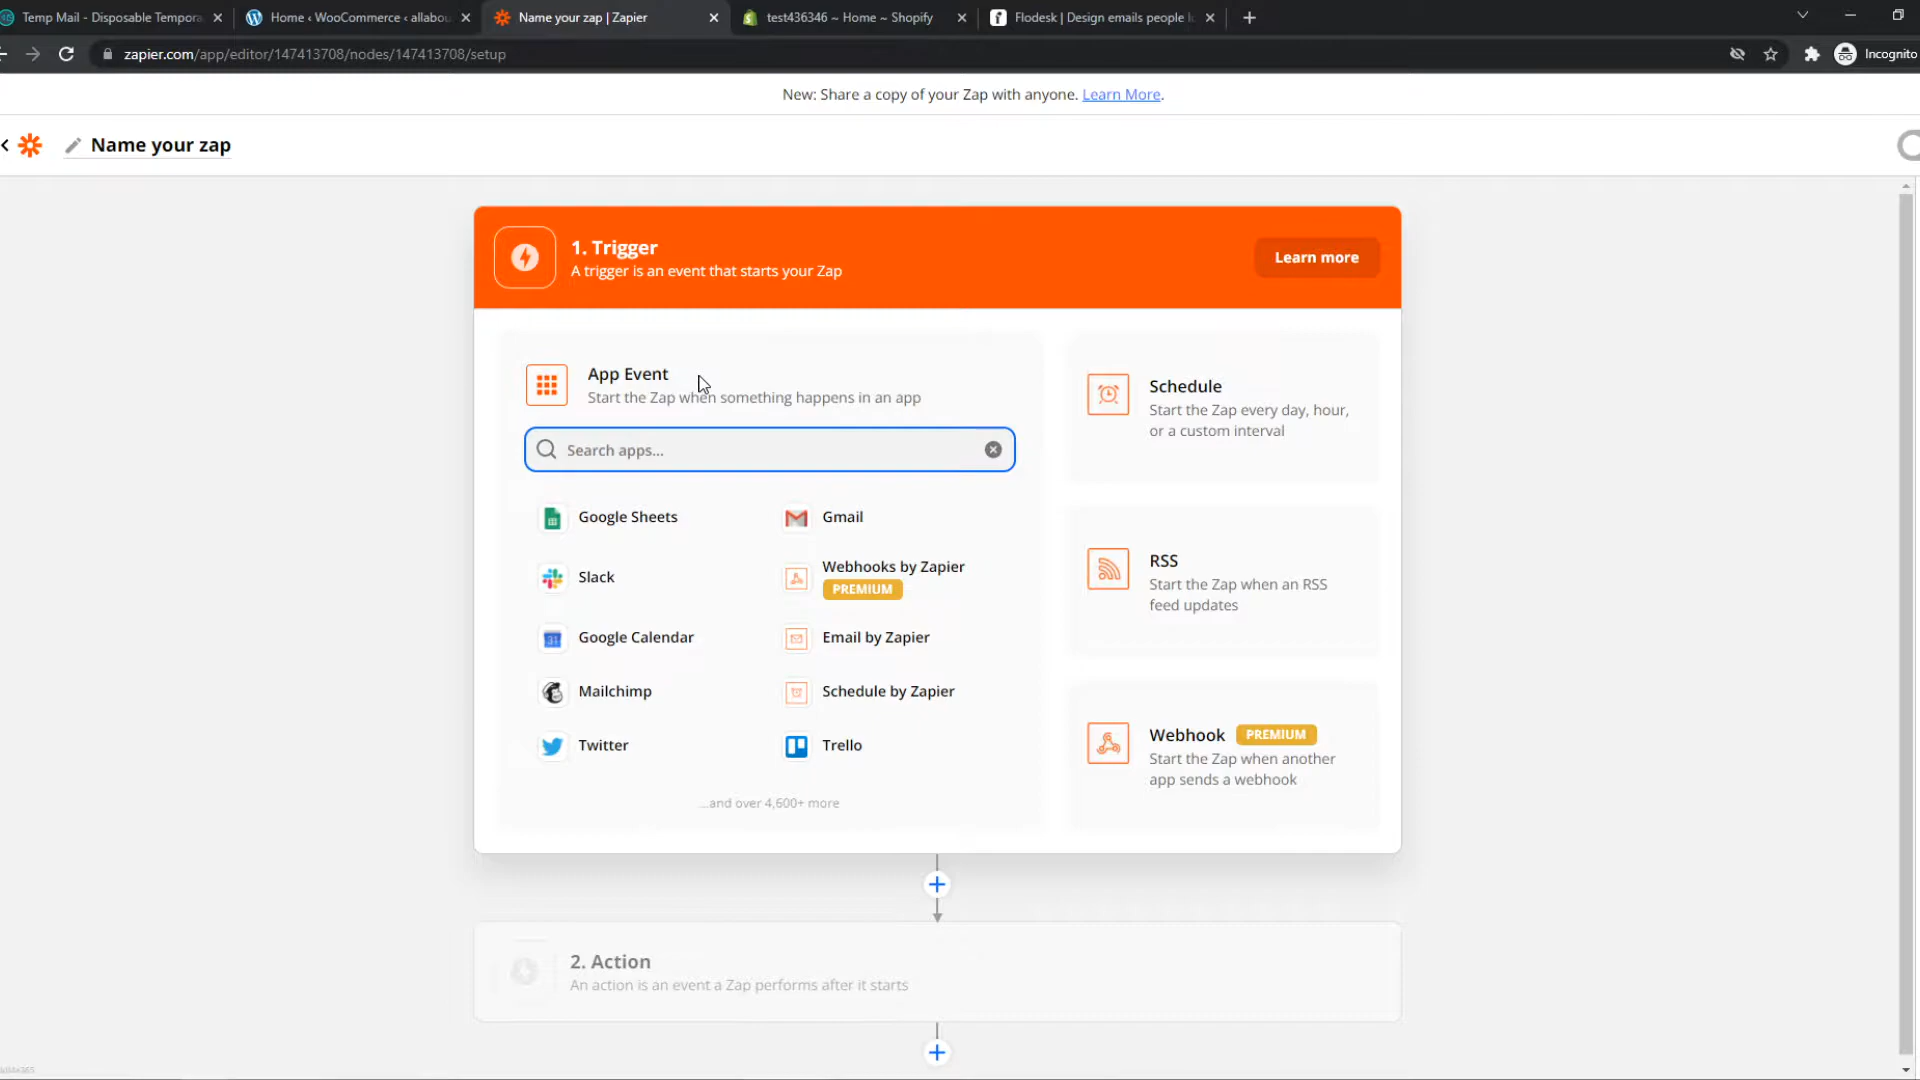 Temp Mail - Disposable Tempora
Home ‹ WooCommerce ‹ allabou
Name your zap | Zapier
test436346 ~ Home ~ Shopify
Flodesk | Design emails people l
zapier.com/app/editor/147413708/nodes/147413708/setup
Incognito
New: Share a copy of your Zap with anyone. Learn More.
Name your zap
1. Trigger
A trigger is an event that starts your Zap
Learn more
App Event
Start the Zap when something happens in an app
Search apps...
Google Sheets
Gmail
Slack
Webhooks by Zapier
PREMIUM
Google Calendar
Email by Zapier
Mailchimp
Schedule by Zapier
Twitter
Trello
...and over 4,600+ more
Schedule
Start the Zap every day, hour,
or a custom interval
RSS
Start the Zap when an RSS
feed updates
Webhook PREMIUM
Start the Zap when another
app sends a webhook
2. Action
An action is an event a Zap performs after it starts